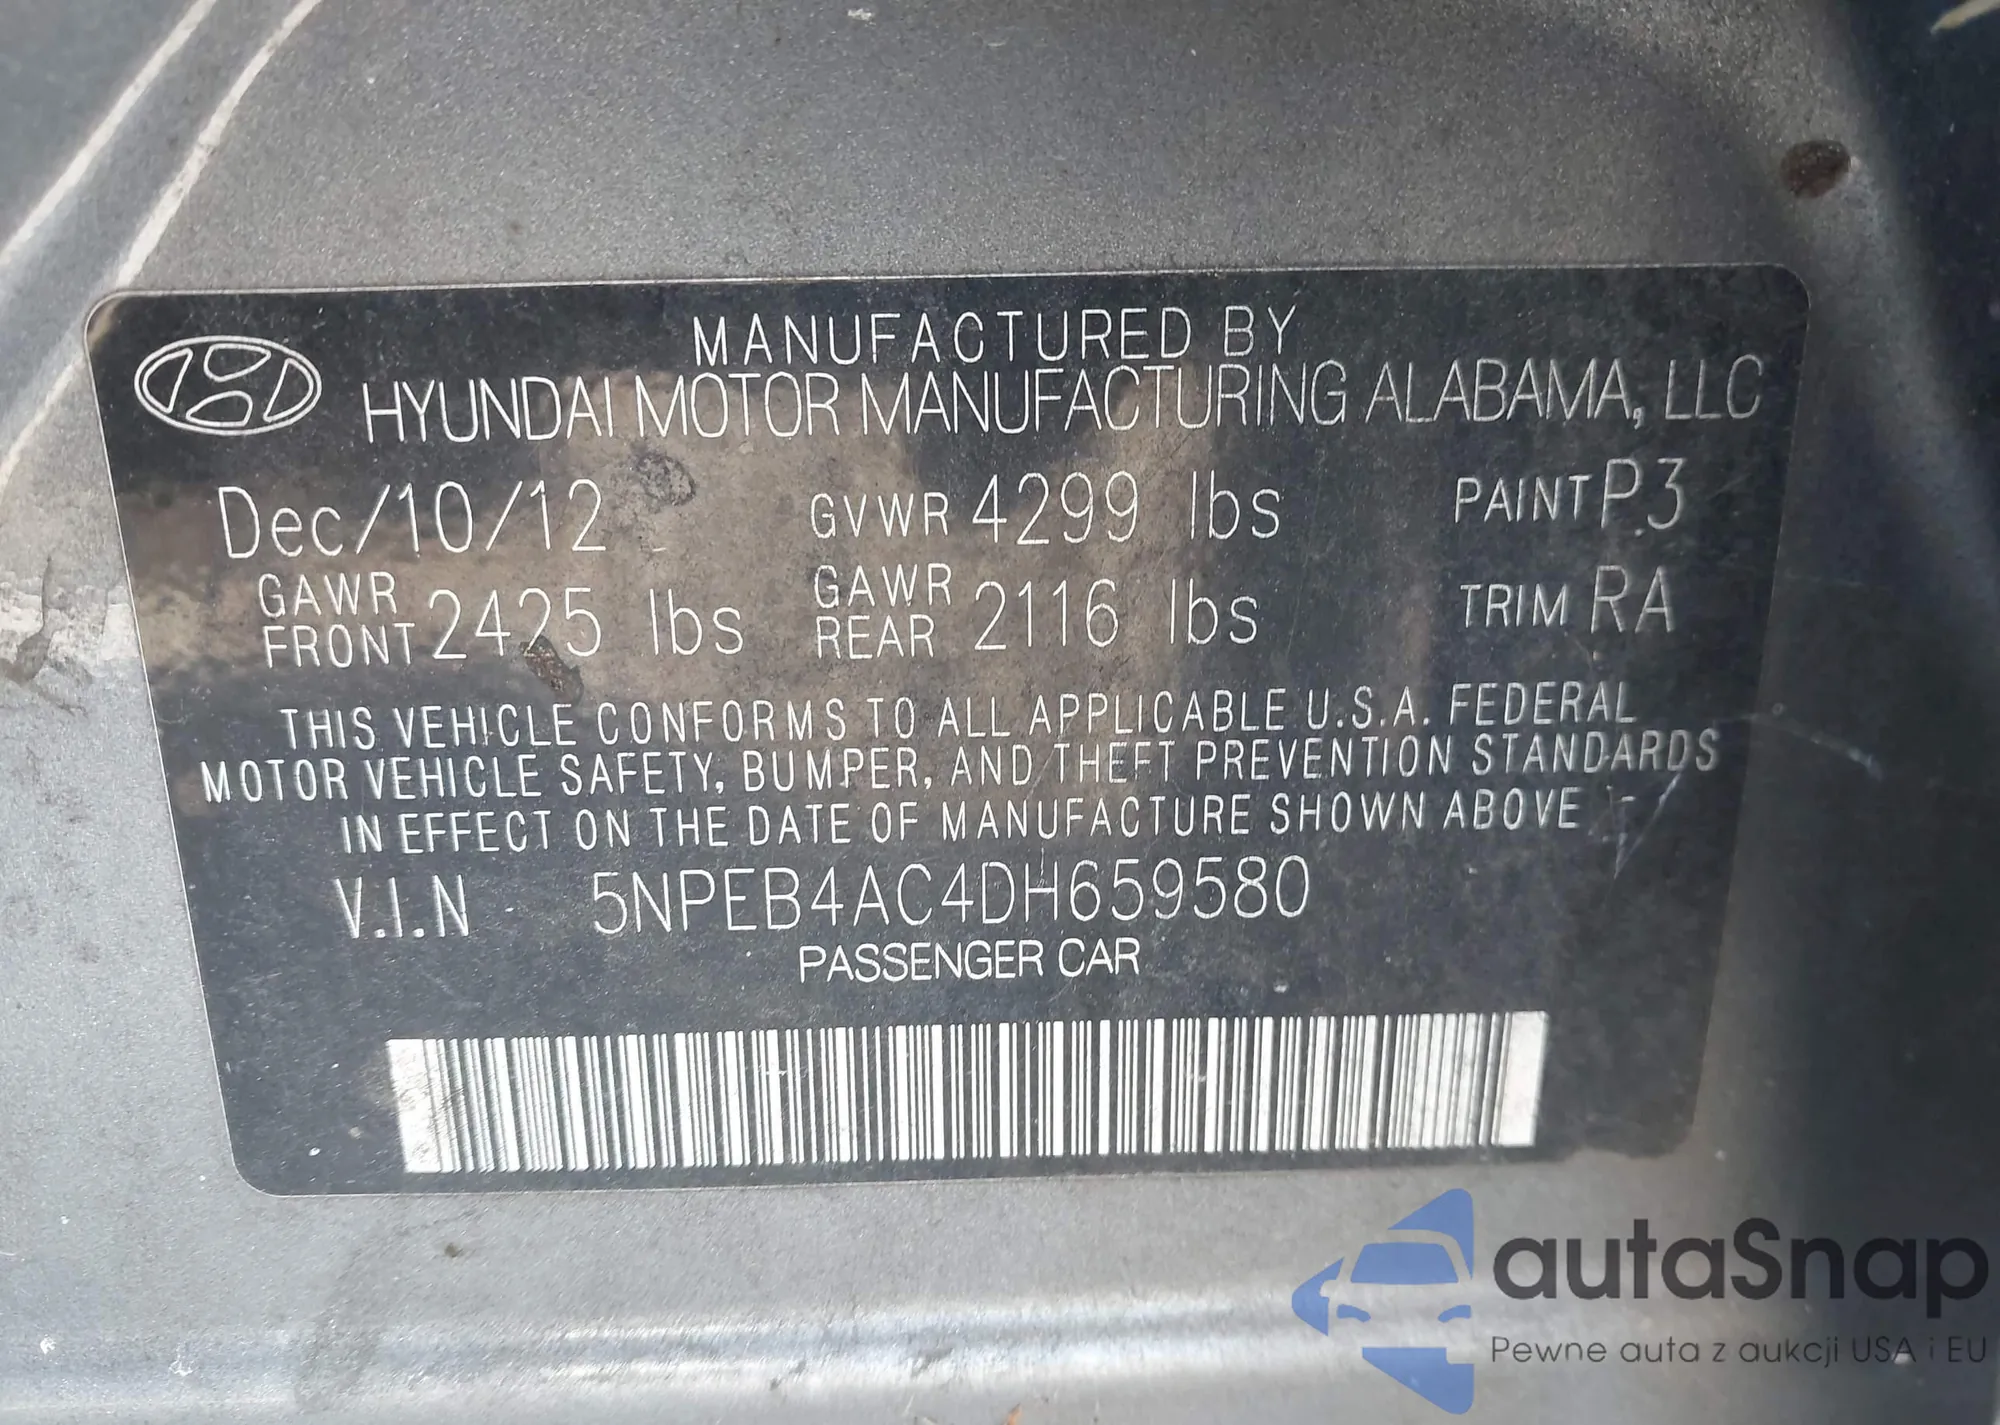 MANUFACTURED BY
HYUNDAI MOTOR MANUFACTURING ALABAMA, LLC
Dec/10/12 GVWR 4299 lbs PAINT P3
GAWR FRONT 2425 lbs GAWR REAR 2116 lbs TRIM RA
THIS VEHICLE CONFORMS TO ALL APPLICABLE U.S.A. FEDERAL
MOTOR VEHICLE SAFETY, BUMPER, AND THEFT PREVENTION STANDARDS
IN EFFECT ON THE DATE OF MANUFACTURE SHOWN ABOVE
V.I.N 5NPEB4AC4DH659580
PASSENGER CAR
autaSnap
Pewne auta z aukcji USA i EU